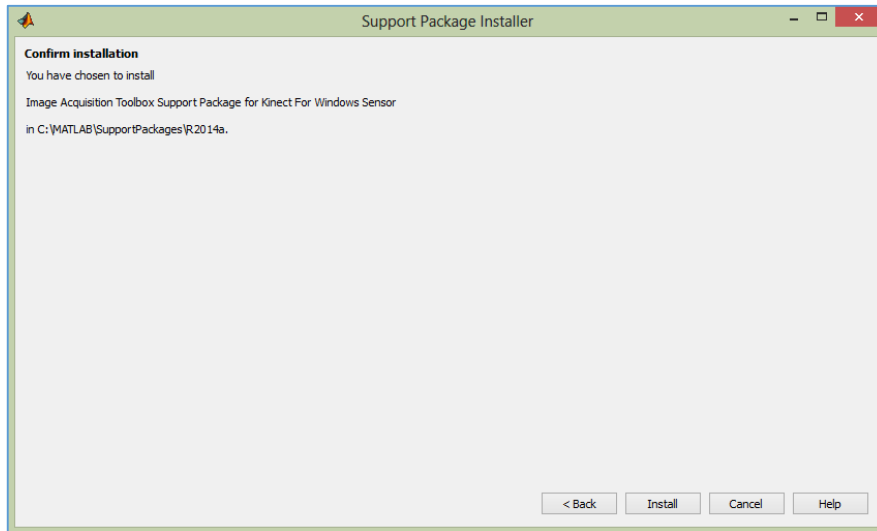 Support Package Installer
Confirm installation
You have chosen to install
Image Acquisition Toolbox Support Package for Kinect For Windows Sensor
in C:\MATLAB\SupportPackages\R2014a.
< Back Install Cancel Help